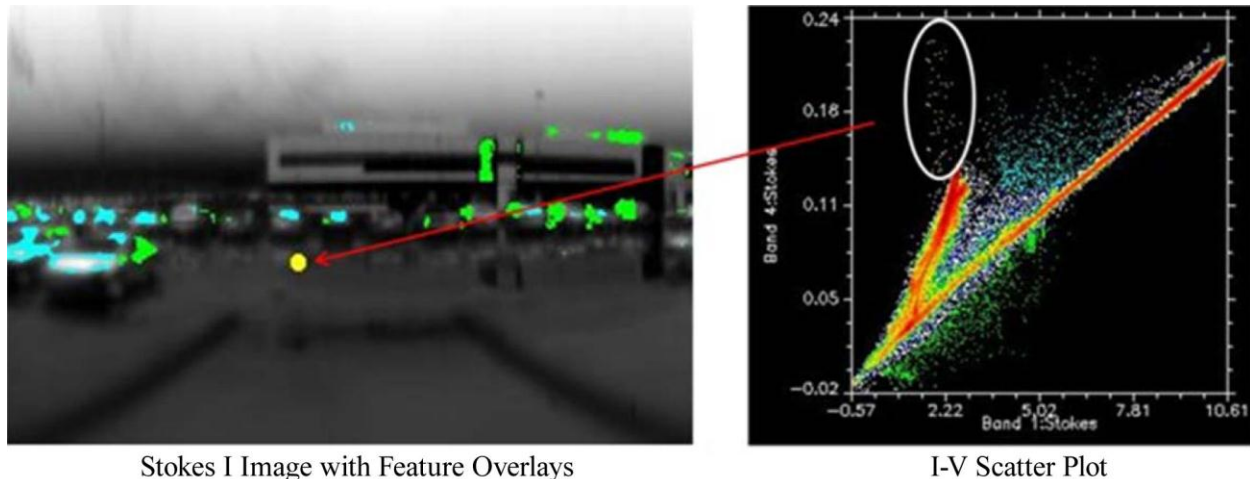 0.24
0.18
0.11
0.05
-0.02
Band 4:Stokes
-0.57
2.22
5.02
7.81
10.61
Band 1:Stokes
Stokes I Image with Feature Overlays
I-V Scatter Plot